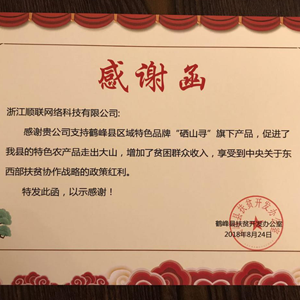 感谢函
浙江顺联网络科技有限公司:
感谢贵公司支持鹤峰县区域特色品牌“硒山寻”旗下产品，促进了
我县的特色农产品走出大山，增加了贫困群众收入，享受到中央关于东
西部扶贫协作战略的政策红利。
特发此函，以示感谢！
鹤峰县扶贫开发办公室
2018年8月24日